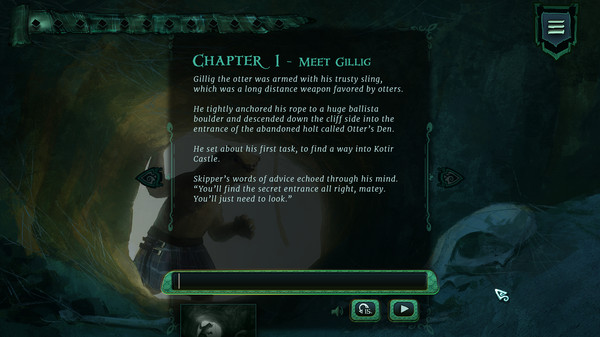 Chapter 1 - Meet Gillig
Gillig the otter was armed with his trusty sling,
which was a long distance weapon favored by otters.
He tightly anchored his rope to a huge ballista
boulder and descended down the cliff side into the
entrance of the abandoned holt called Otter's Den.
He set about his first task, to find a way into Kotir
Castle.
Skipper's words of advice echoed through his mind.
"You'll find the secret entrance all right, matey.
You'll just need to look."
15